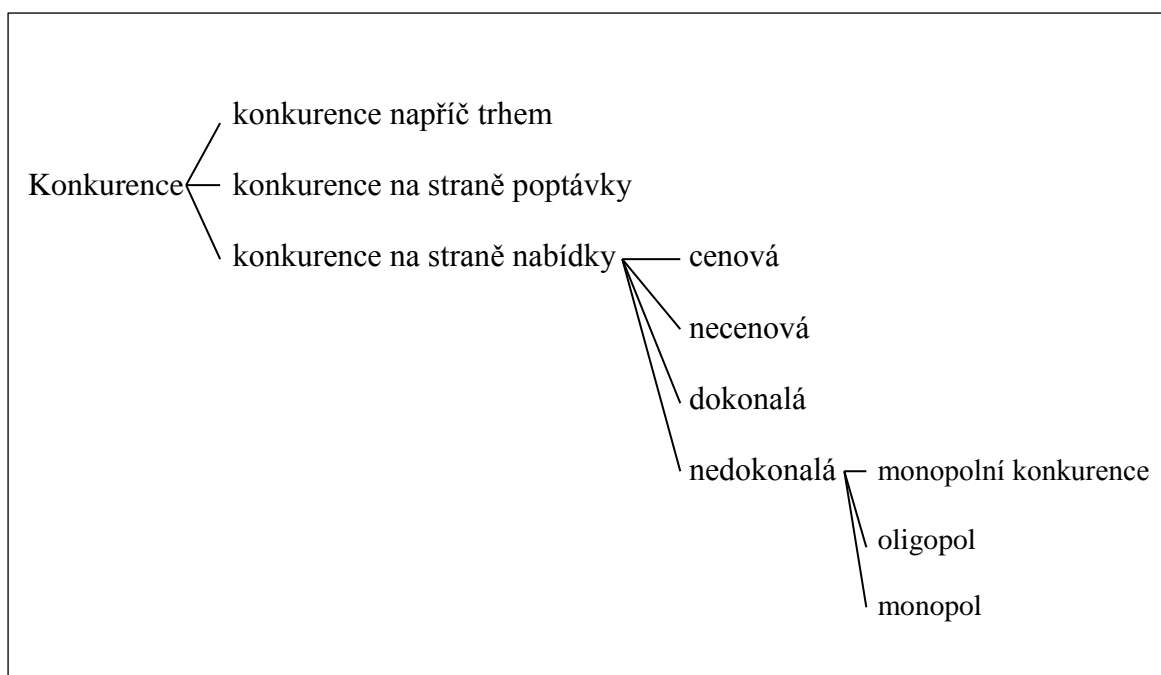 konkurence napříč trhem
Konkurence
konkurence na straně poptávky
konkurence na straně nabídky
cenová
necenová
dokonalá
nedokonalá
monopolní konkurence
oligopol
monopol